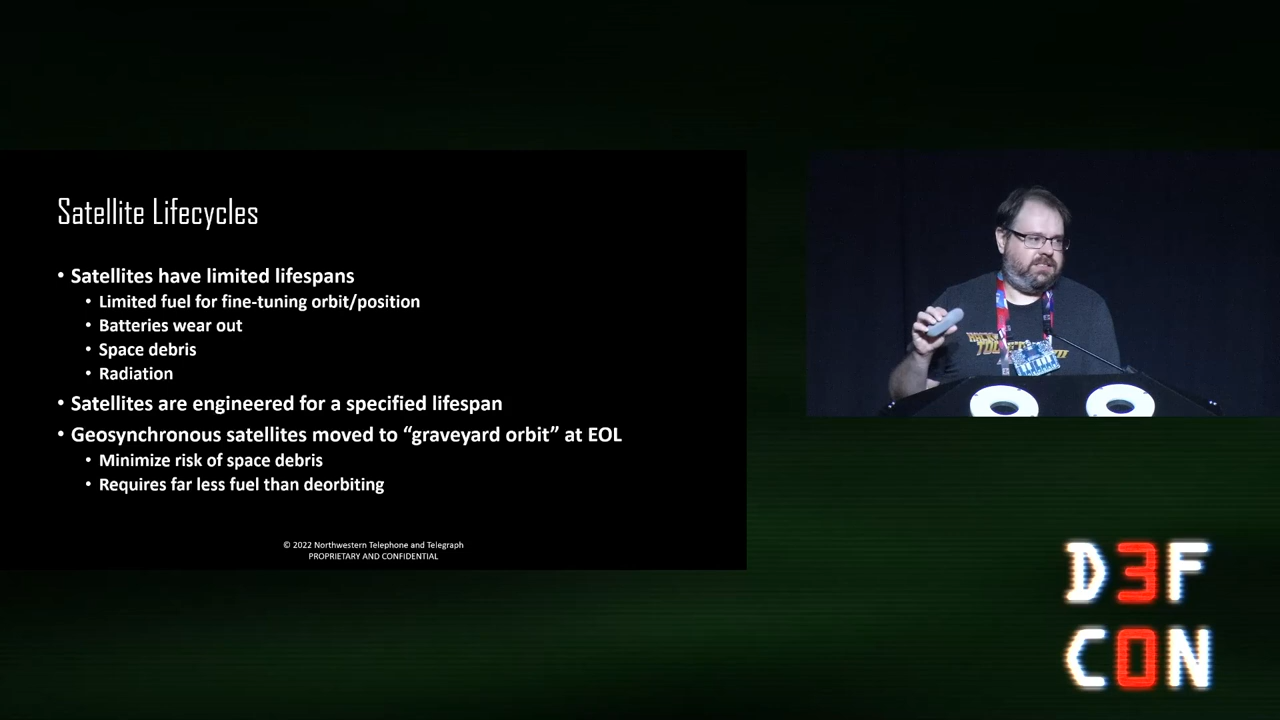 Satellite Lifecycles
• Satellites have limited lifespans
• Limited fuel for fine-tuning orbit/position
• Batteries wear out
• Space debris
• Radiation
• Satellites are engineered for a specified lifespan
• Geosynchronous satellites moved to “graveyard orbit” at EOL
• Minimize risk of space debris
• Requires far less fuel than deorbiting
© 2022 Northwestern Telephone and Telegraph
PROPRIETARY AND CONFIDENTIAL
D3F
C0N